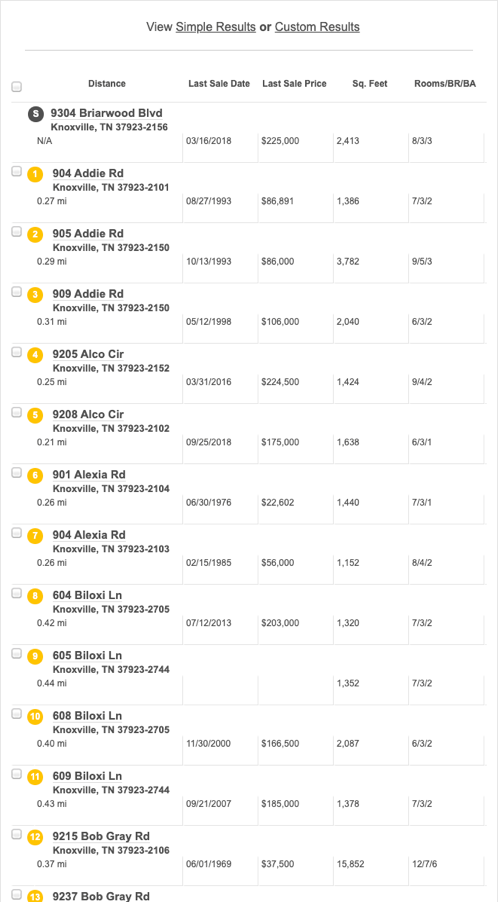 View Simple Results or Custom Results
Distance Last Sale Date Last Sale Price Sq. Feet Rooms/BR/BA
S 9304 Briarwood Blvd
Knoxville, TN 37923-2156
N/A 03/16/2018 $225,000 2,413 8/3/3
1 904 Addie Rd
Knoxville, TN 37923-2101
0.27 mi 08/27/1993 $86,891 1,386 7/3/2
2 905 Addie Rd
Knoxville, TN 37923-2150
0.29 mi 10/13/1993 $86,000 3,782 9/5/3
3 909 Addie Rd
Knoxville, TN 37923-2150
0.31 mi 05/12/1998 $106,000 2,040 6/3/2
4 9205 Alco Cir
Knoxville, TN 37923-2152
0.25 mi 03/31/2016 $224,500 1,424 9/4/2
5 9208 Alco Cir
Knoxville, TN 37923-2102
0.21 mi 09/25/2018 $175,000 1,638 6/3/1
6 901 Alexia Rd
Knoxville, TN 37923-2104
0.26 mi 06/30/1976 $22,602 1,440 7/3/1
7 904 Alexia Rd
Knoxville, TN 37923-2103
0.26 mi 02/15/1985 $56,000 1,152 8/4/2
8 604 Biloxi Ln
Knoxville, TN 37923-2705
0.42 mi 07/12/2013 $203,000 1,320 7/3/2
9 605 Biloxi Ln
Knoxville, TN 37923-2744
0.44 mi 1,352 7/3/2
10 608 Biloxi Ln
Knoxville, TN 37923-2705
0.40 mi 11/30/2000 $166,500 2,087 6/3/2
11 609 Biloxi Ln
Knoxville, TN 37923-2744
0.43 mi 09/21/2007 $185,000 1,378 7/3/2
12 9215 Bob Gray Rd
Knoxville, TN 37923-2106
0.37 mi 06/01/1969 $37,500 15,852 12/7/6
13 9237 Bob Gray Rd